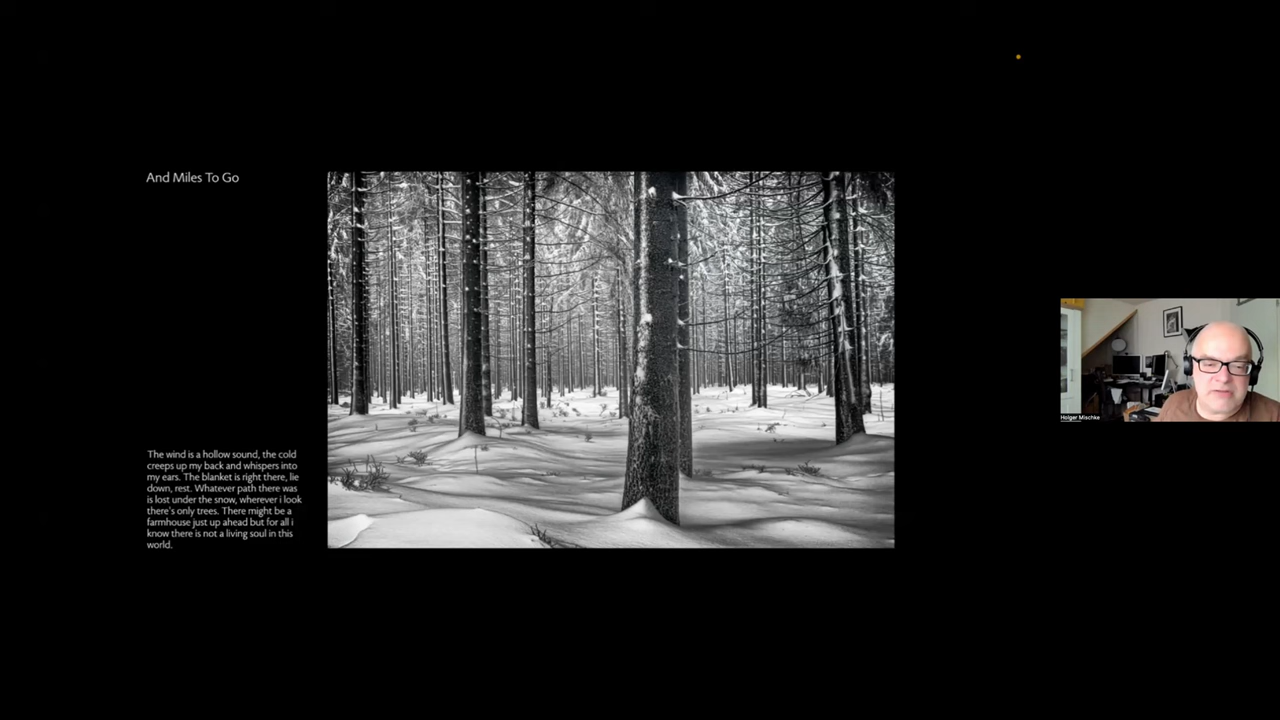 And Miles To Go
The wind is a hollow sound, the cold
creeps up my back and whispers into
my ears. The blanket is right there, lie
down, rest. Whatever path there was
is lost under the snow, wherever i look
there's only trees. There might be a
farmhouse just up ahead but for all i
know there is not a living soul in this
world.
Holger Mischke